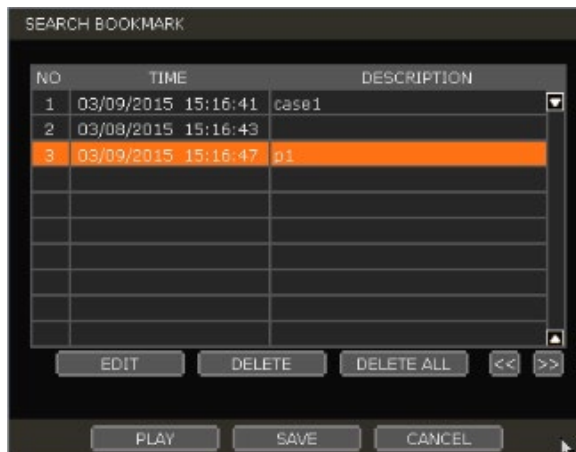 SEARCH BOOKMARK
NO TIME DESCRIPTION
1 03/09/2015 15:16:41 case1
2 03/08/2015 15:16:43
3 03/09/2015 15:16:47 p1
EDIT DELETE DELETE ALL << >>
PLAY SAVE CANCEL